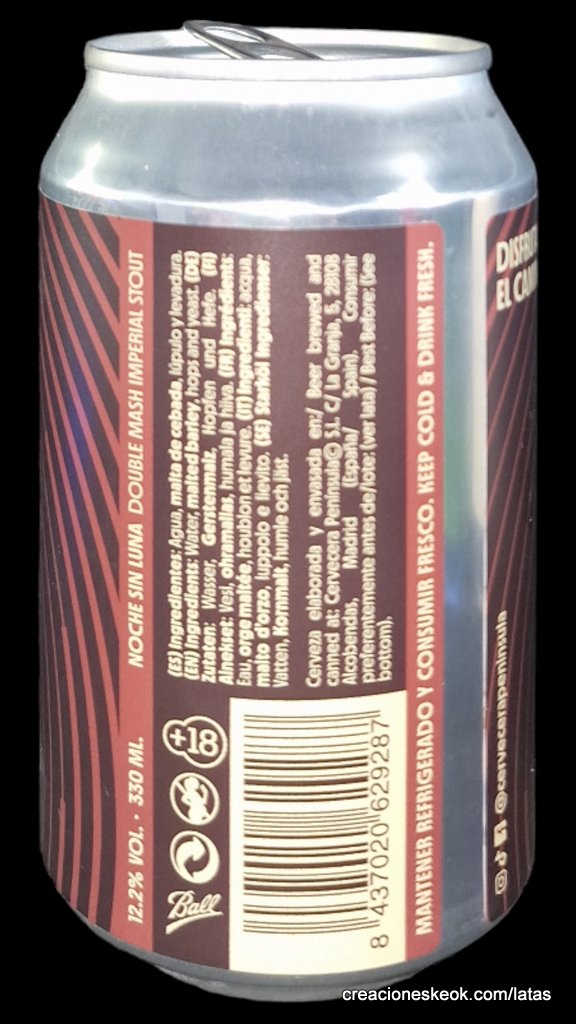 12.2% VOL. • 330 ML. NOCHE SIN LUNA DOUBLE MASH IMPERIAL STOUT
(ES) Ingredientes: Agua, malta de cebada, lúpulo y levadura.
(EN) Ingredients: Water, malted barley, hops and yeast. (DE)
Zutaten: Wasser, Gerstenmalz, Hopfen und Hefe. (FI)
Ainekset: Vesi, ohramallas, humala ja hiiva. (FR) Ingrédients:
Eau, orge maltée, houblon et levure. (IT) Ingredienti: acqua,
malto d'orzo, luppolo e lievito. (SE) Starköl Ingredienser:
Vatten, Kornmalt, humle och jäst.
Cerveza elaborada y envasada en/ Beer brewed and
canned at Cervecera Península© S.L. C/ La Granja, 5, 28108
Alcobendas, Madrid (España/ Spain). Consumir
preferentemente antes de/lote: (ver lata) / Best Before: (See
bottom).
+18
Ball
8 437020 629287
MANTENER REFRIGERADO Y CONSUMIR FRESCO. KEEP COLD & DRINK FRESH.
EL
@cervecerapeninsula
creacioneskeok.com/latas